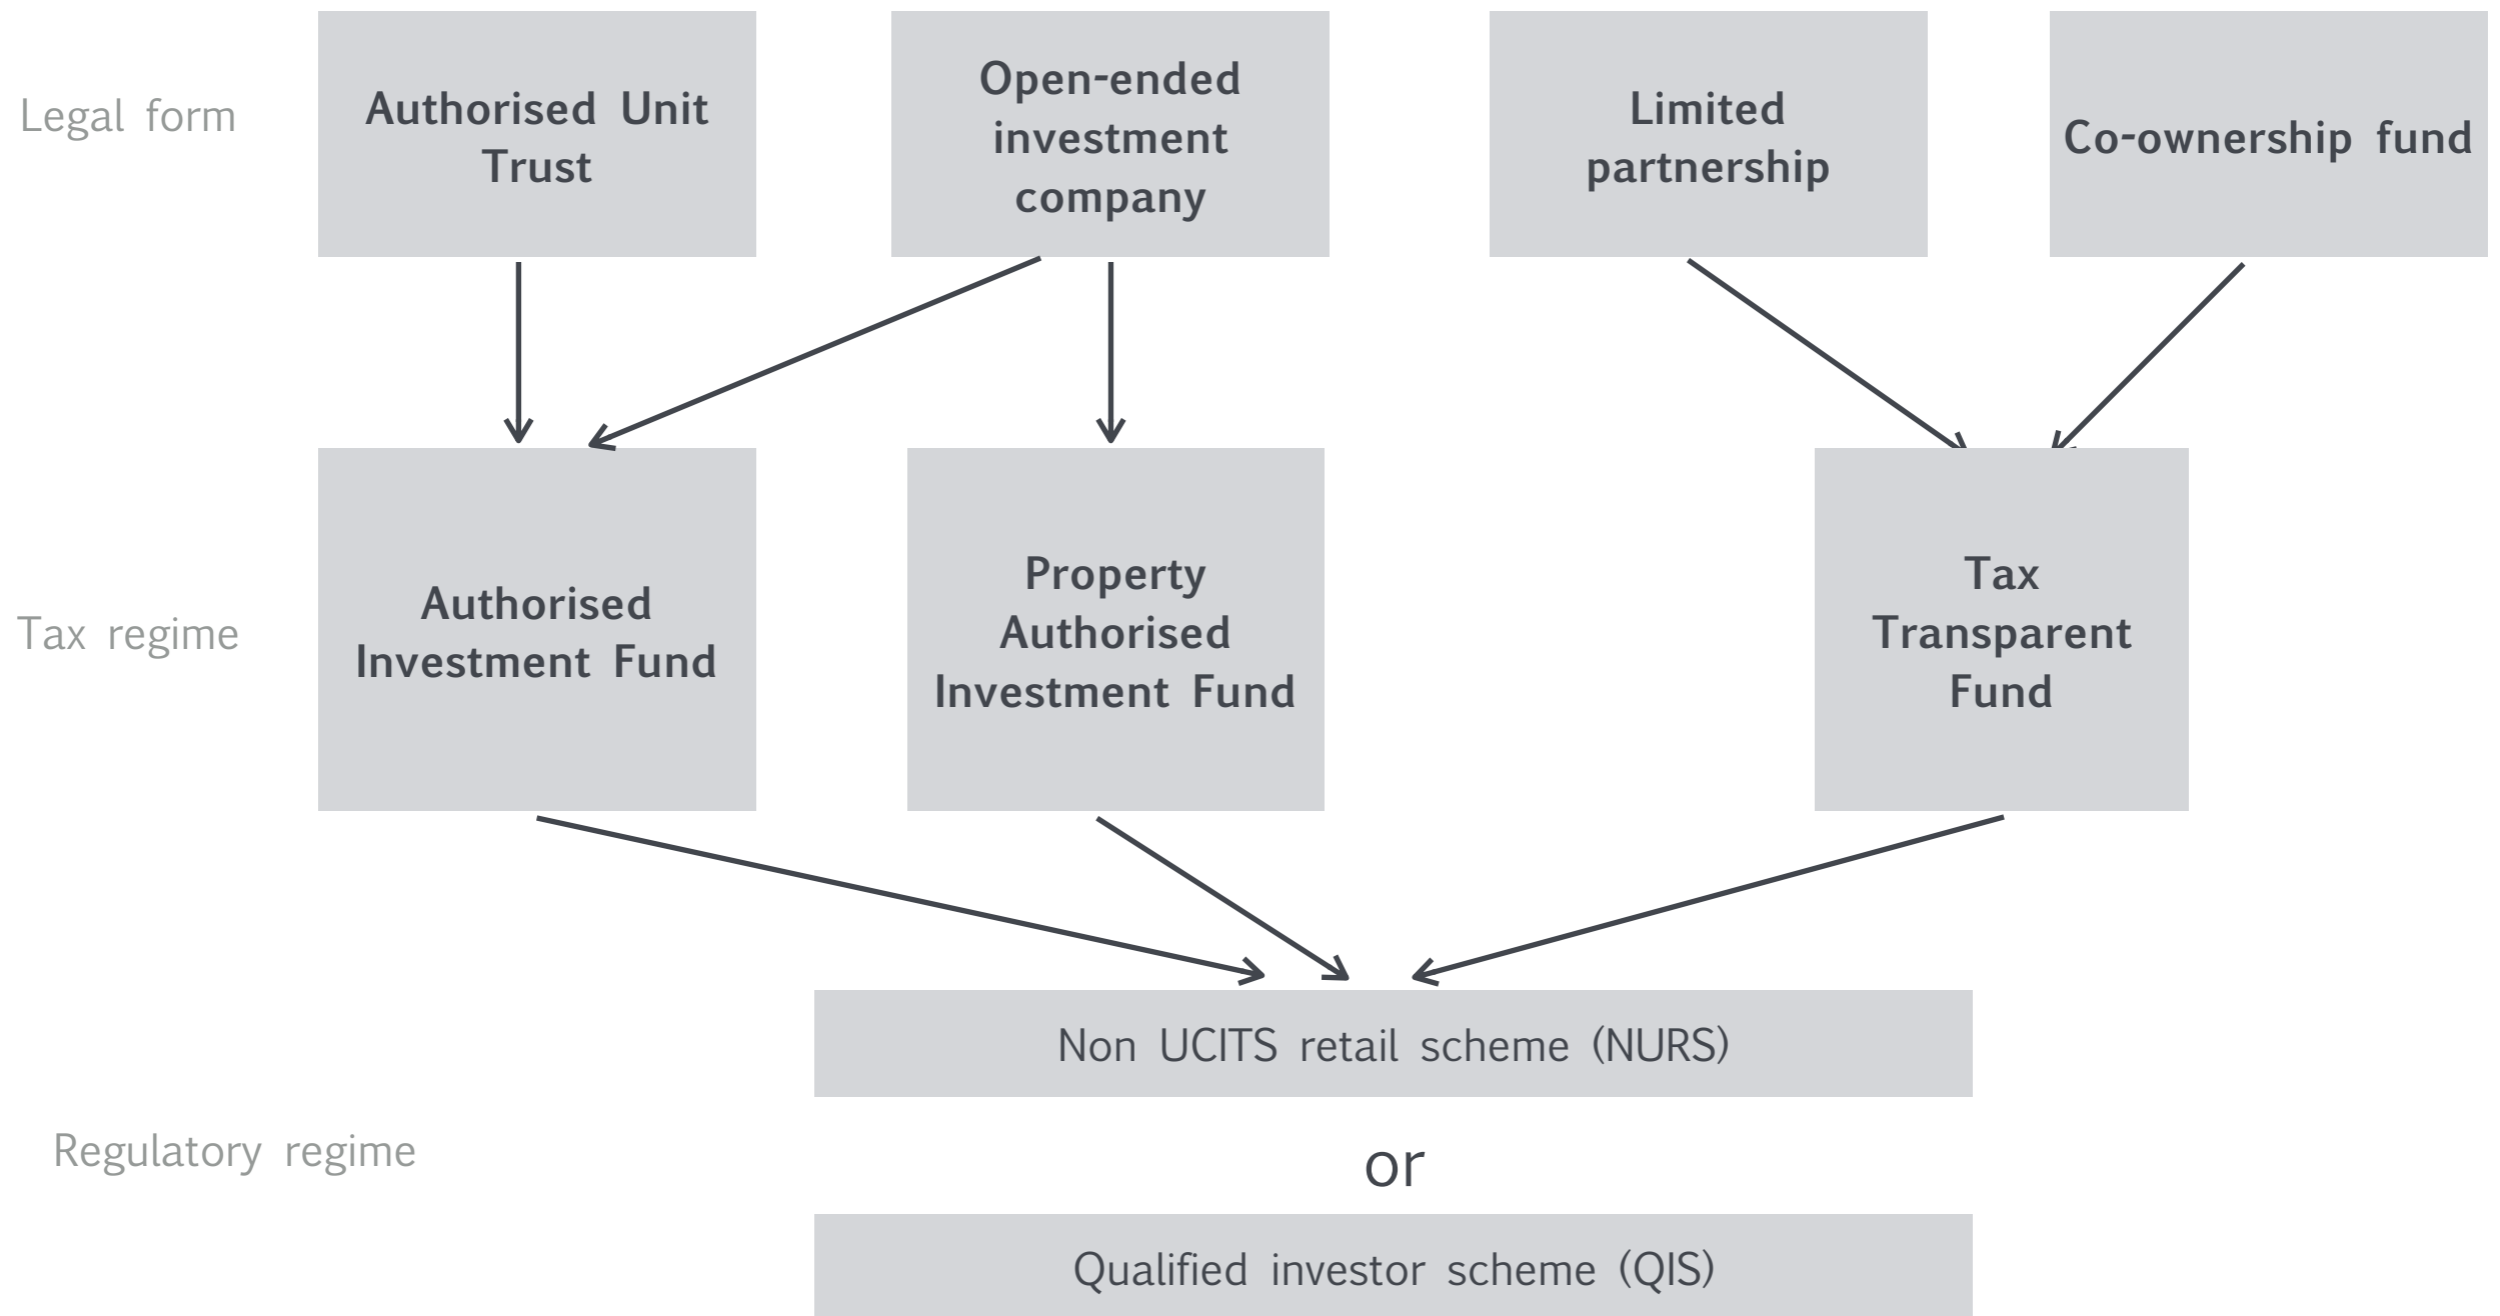 Legal form
Authorised Unit
Trust
Open-ended
investment
company
Limited
partnership
Co-ownership fund
Tax regime
Authorised
Investment Fund
Property
Authorised
Investment Fund
Tax
Transparent
Fund
Regulatory regime
Non UCITS retail scheme (NURS)
or
Qualified investor scheme (QIS)